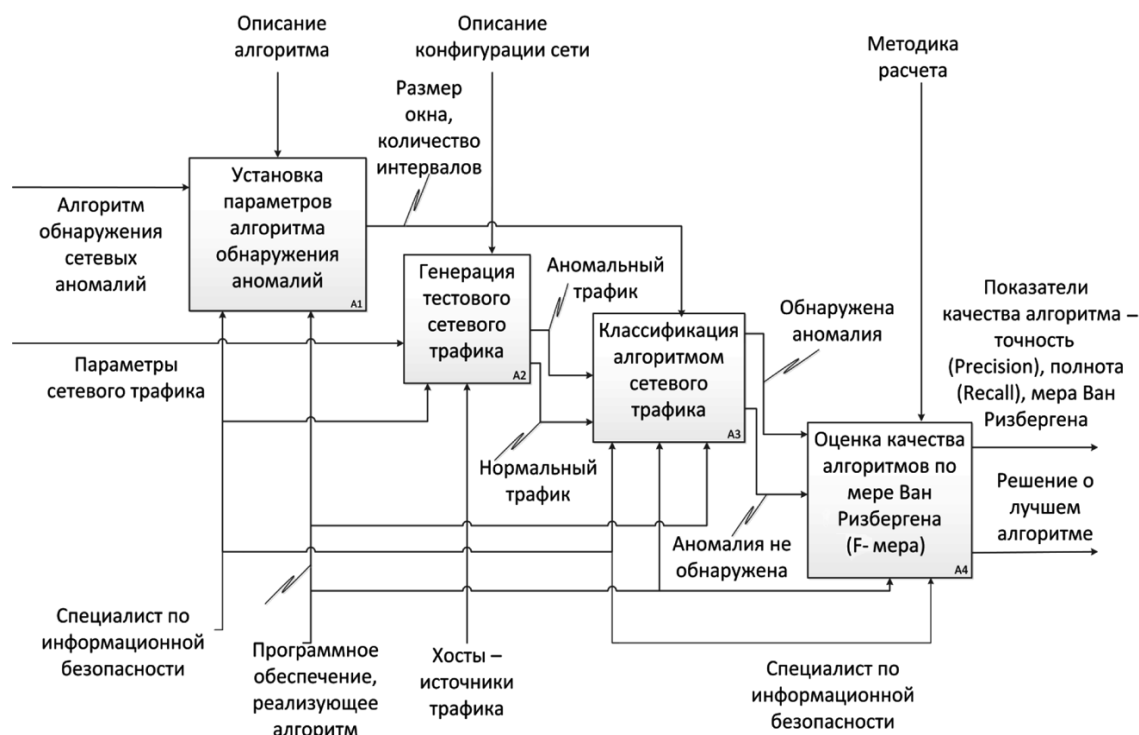 Описание
алгоритма
Описание
конфигурации сети
Методика
расчета
Размер
окна,
количество
интервалов
Установка
параметров
алгоритма
обнаружения
аномалий
A1
Алгоритм
обнаружения
сетевых
аномалий
Генерация
тестового
сетевого
трафика
A2
Аномальный
трафик
Параметры
сетевого трафика
Классификация
алгоритмом
сетевого
трафика
A3
Обнаружена
аномалия
Показатели
качества алгоритма –
точность
(Precision), полнота
(Recall), мера Ван
Ризбергена
Нормальный
трафик
Оценка качества
алгоритмов по
мере Ван
Ризбергена
(F- мера)
A4
Решение о
лучшем
алгоритме
Аномалия не
обнаружена
Специалист по
информационной
безопасности
Программное
обеспечение,
реализующее
алгоритм
Хосты –
источники
трафика
Специалист по
информационной
безопасности